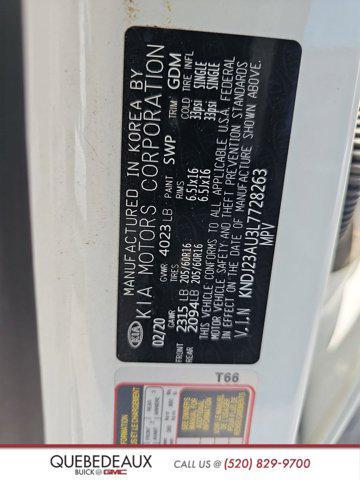 MANUFACTURED IN KOREA BY
KIA MOTORS CORPORATION
KIA
02/20 GVWR 4023 LB PAINT SWP TRIM GDM
GAWR TIRES RIMS COLD TIRE INFL
FRONT 2315 LB 205/60R16 6.5Jx16 33psi SINGLE
REAR 2094 LB 205/60R16 6.5Jx16 33psi SINGLE
THIS VEHICLE CONFORMS TO ALL APPLICABLE U.S.A. FEDERAL
MOTOR VEHICLE SAFETY AND THEFT PREVENTION STANDARDS
IN EFFECT ON THE DATE OF MANUFACTURE SHOWN ABOVE.
V.I.N KNDJ23AU3L7728263
MPV
T66
QUEBEDEAUX
BUICK GMC
CALL US @ (520) 829-9700